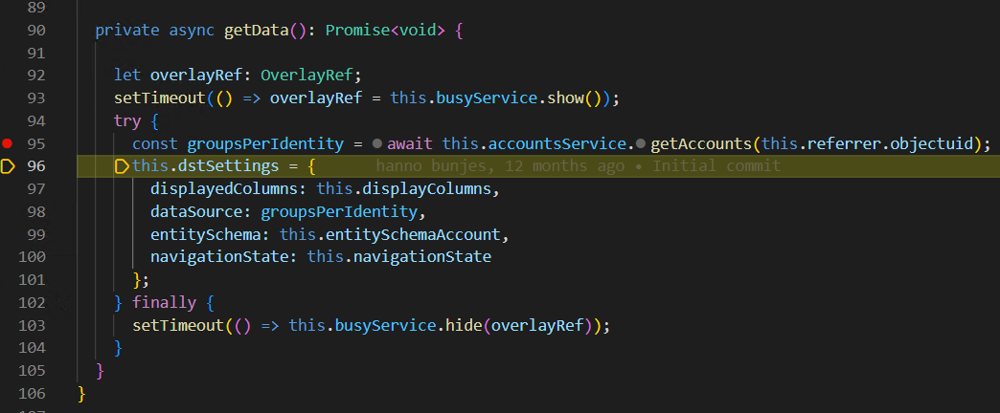 89
90 private async getData(): Promise<void> {
91
92 let overlayRef: OverlayRef;
93 setTimeout(() => overlayRef = this.busyService.show());
94 try {
95 const groupsPerIdentity = await this.accountsService.getAccounts(this.referrer.objectuid);
96 this.dstSettings = { hanno bunjes, 12 months ago • Initial commit
97 displayedColumns: this.displayColumns,
98 dataSource: groupsPerIdentity,
99 entitySchema: this.entitySchemaAccount,
100 navigationState: this.navigationState
101 };
102 } finally {
103 setTimeout(() => this.busyService.hide(overlayRef));
104 }
105 }
106 }
107